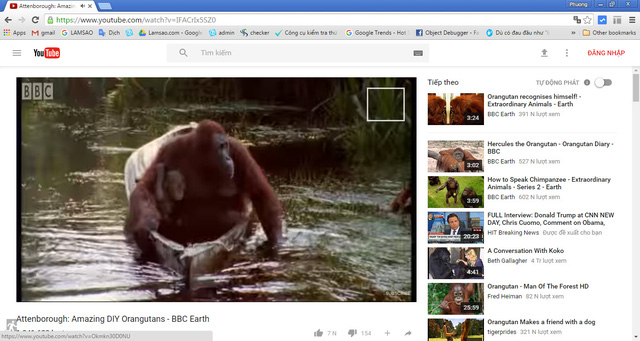 Phuong
Attenborough: Amazing D
https://www.youtube.com/watch?v=IFACrIx5SZ0
Apps
gmail
LAMSAO
Dịch
Lamsao.com - Google
admin
checker
Công cụ kiểm tra thứ
Google Trends - Hot
Object Debugger - Fa
Dù có đau đâu như
Other bookmarks
YouTube
Tìm kiếm
ĐĂNG NHẬP
BBC
Attenborough: Amazing DIY Orangutans - BBC Earth
7 N
154
https://www.youtube.com/watch?v=Okmkn30D0NU
Tiếp theo
TỰ ĐỘNG PHÁT
3:24
Orangutan recognises himself! -
Extraordinary Animals - Earth
BBC Earth 391 N lượt xem
3:02
Hercules the Orangutan - Orangutan Diary -
BBC
BBC Earth 527 N lượt xem
3:59
How to Speak Chimpanzee - Extraordinary
Animals - Series 2 - Earth
BBC Earth 602 N lượt xem
20:23
FULL Interview: Donald Trump at CNN NEW
DAY, Chris Cuomo, Comment on Obama,
HIT Breaking News Được đề xuất cho bạn
4:41
A Conversation With Koko
Beth Gallagher 4 Tr lượt xem
25:59
Orangutan - Man Of The Forest HD
Fred Heiman 82 N lượt xem
Orangutan Makes a friend with a dog
tigerprides 321 N lượt xem